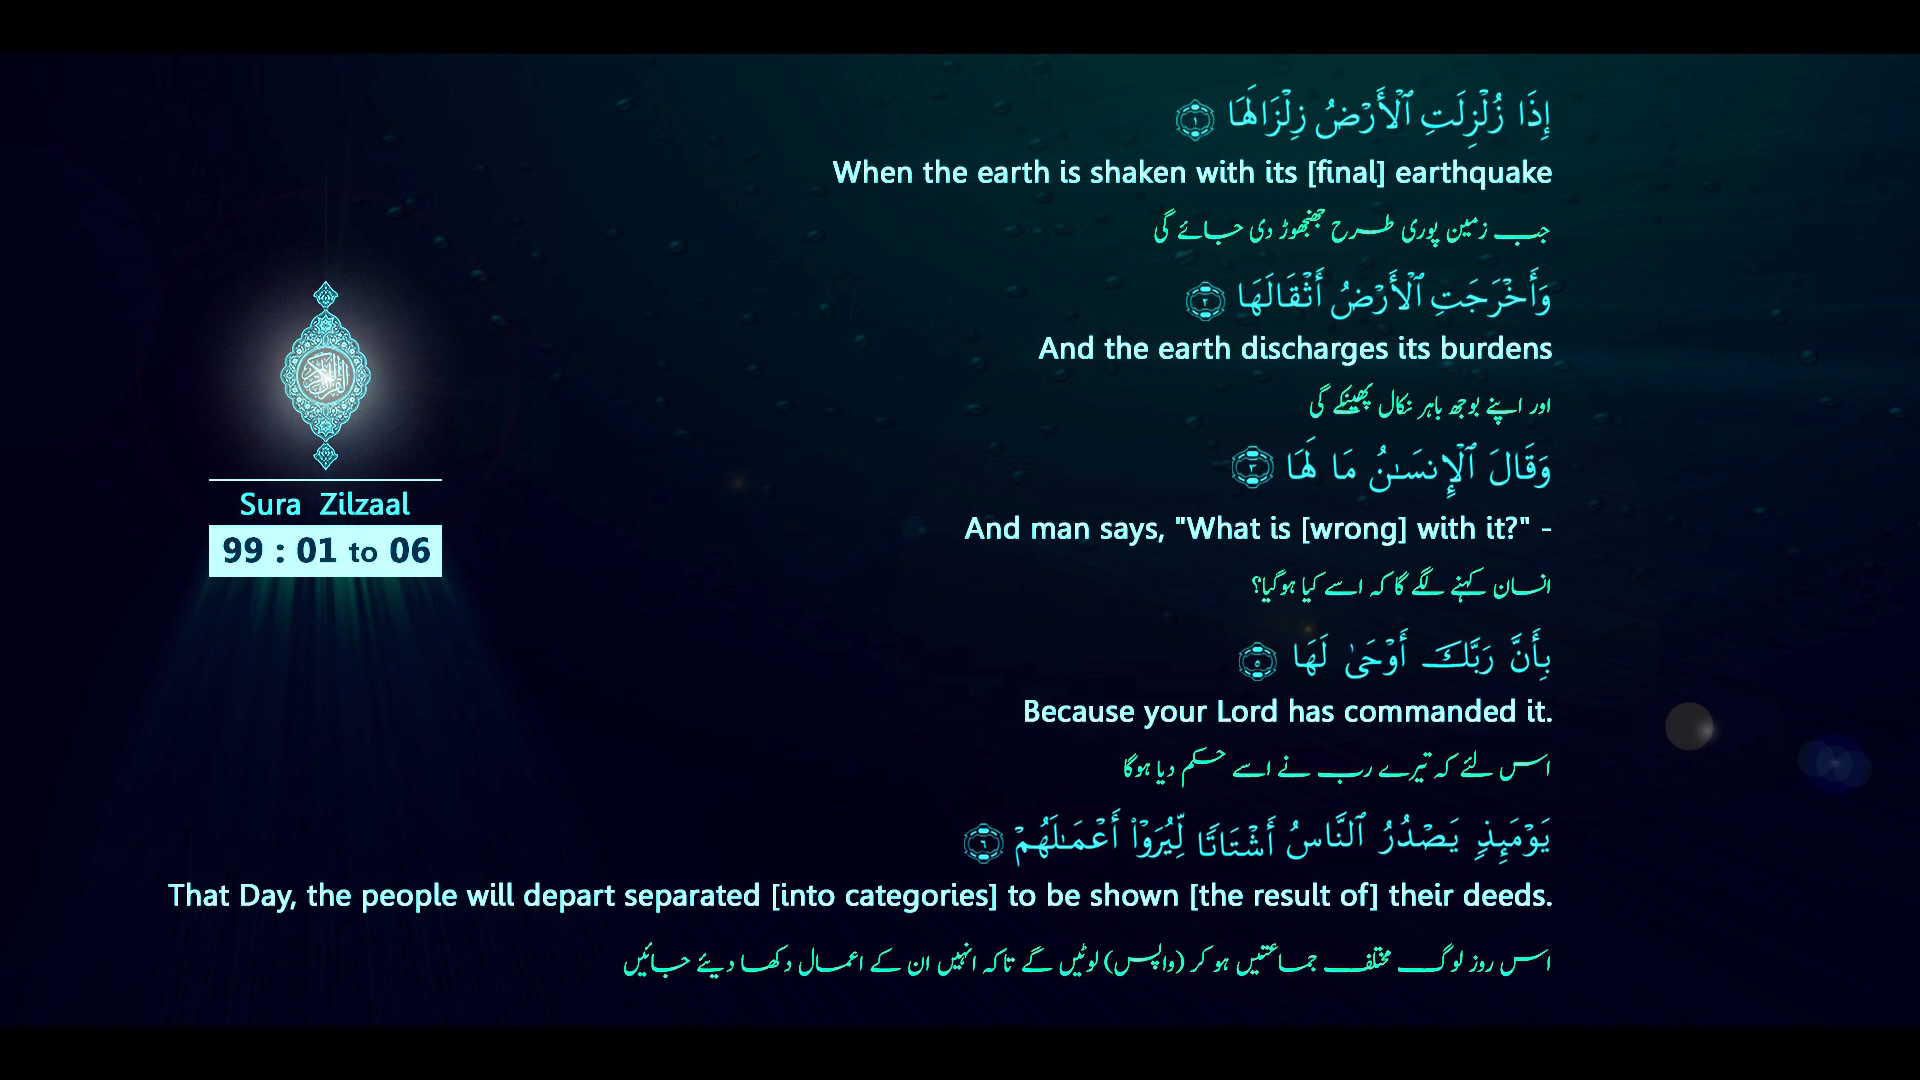 Sura Zilzaal
99 : 01 to 06
إِذَا زُلْزِلَتِ ٱلْأَرْضُ زِلْزَالَهَا ١
When the earth is shaken with its [final] earthquake
جب زمین پوری طرح جھنجھوڑ دی جائے گی
وَأَخْرَجَتِ ٱلْأَرْضُ أَثْقَالَهَا ٢
And the earth discharges its burdens
اور اپنے بوجھ باہر نکال پھینکے گی
وَقَالَ ٱلْإِنسَـٰنُ مَا لَهَا ٣
And man says, "What is [wrong] with it?" -
انسان کہنے لگے گا کہ اسے کیا ہوگیا؟
بِأَنَّ رَبَّكَ أَوْحَىٰ لَهَا ٥
Because your Lord has commanded it.
اس لئے کہ تیرے رب نے اسے حکم دیا ہوگا
يَوْمَئِذٍ يَصْدُرُ ٱلنَّاسُ أَشْتَاتًا لِّيُرَوْا۟ أَعْمَـٰلَهُمْ ٦
That Day, the people will depart separated [into categories] to be shown [the result of] their deeds.
اس روز لوگ مختلف جماعتیں ہو کر (واپس) لوٹیں گے تاکہ انہیں ان کے اعمال دکھا دیئے جائیں